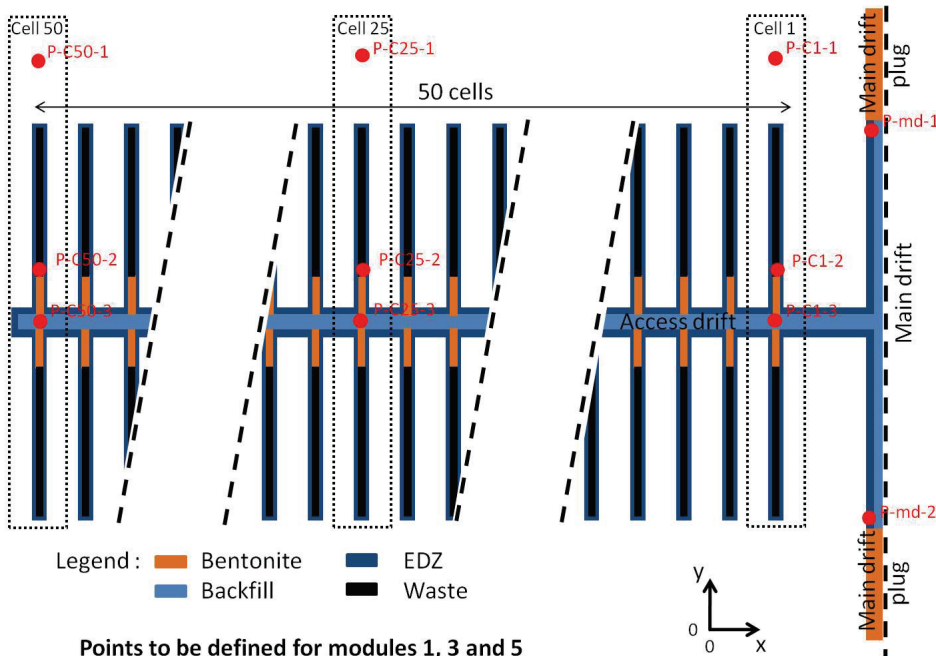 Cell 50
Cell 25
Cell 1
P-C50-1
P-C25-1
P-C1-1
Main drift
plug
50 cells
P-md-1
Main drift
P-C50-2
P-C25-2
P-C1-2
P-C50-3
P-C25-3
Access drift
P-C1-3
P-md-2
Main drift
plug
Legend :
Bentonite
EDZ
Backfill
Waste
y
0
0
x
Points to be defined for modules 1, 3 and 5